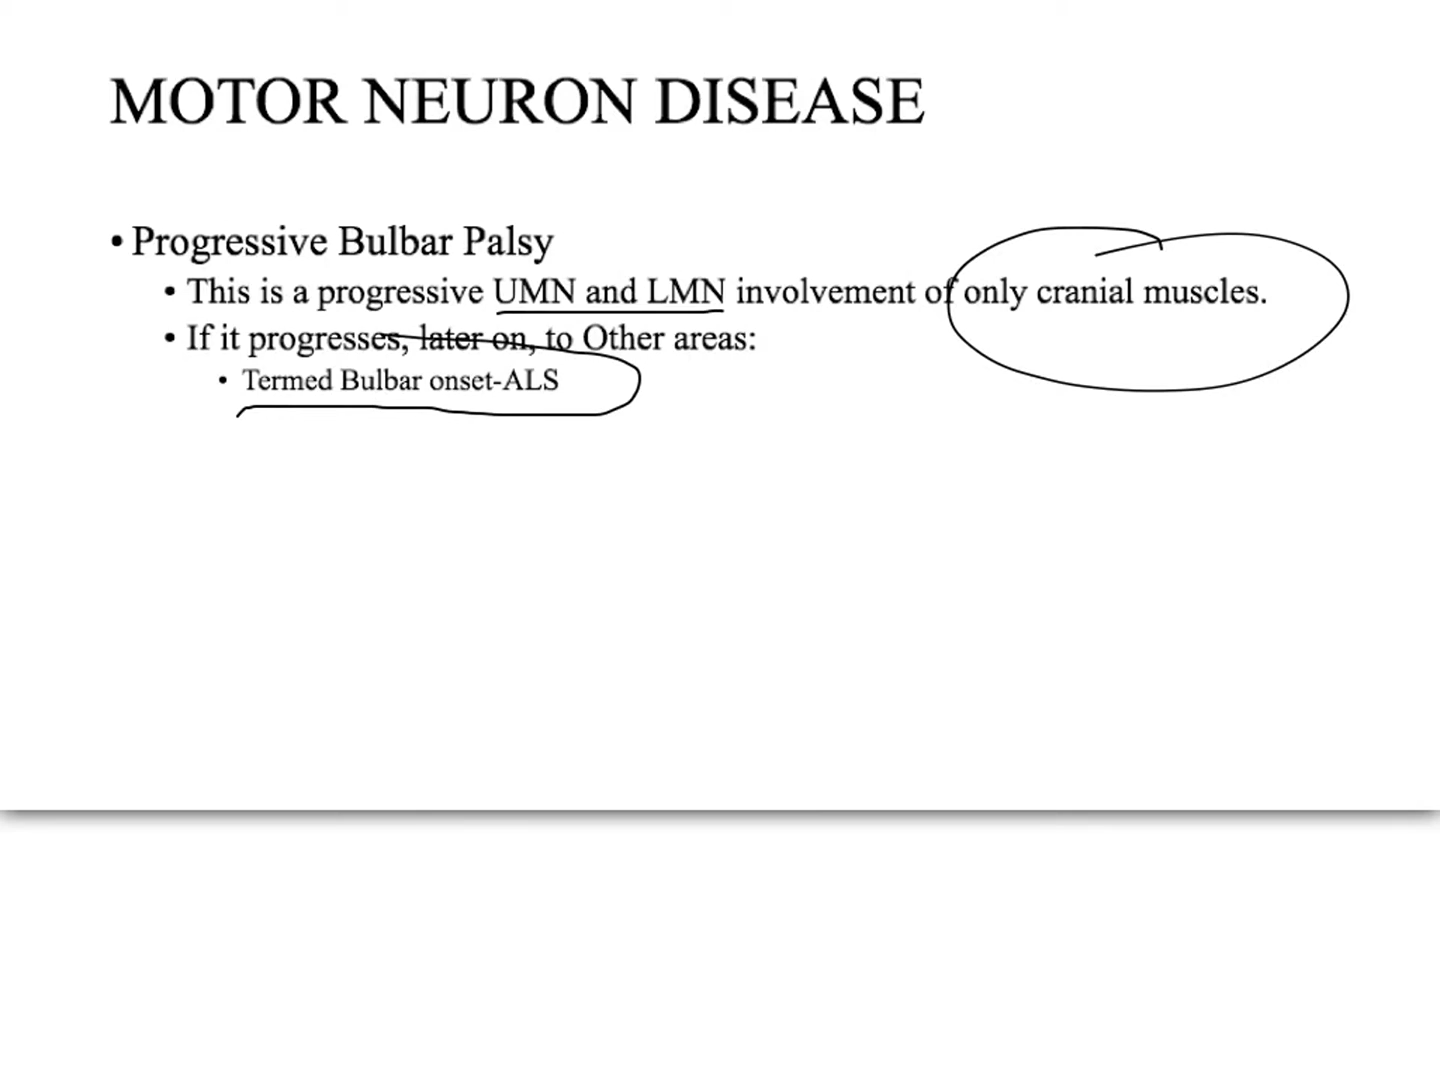 MOTOR NEURON DISEASE
• Progressive Bulbar Palsy
• This is a progressive UMN and LMN involvement of only cranial muscles.
• If it progresses, later on, to Other areas:
• Termed Bulbar onset-ALS